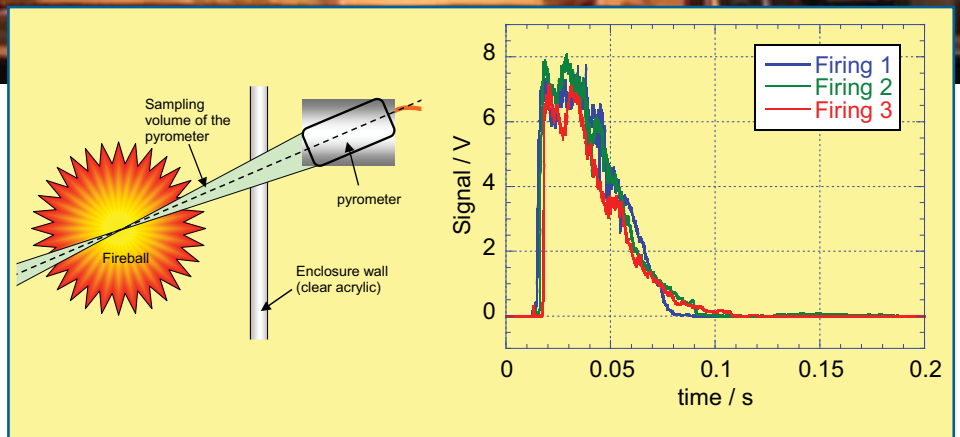 Sampling
volume of the
pyrometer
pyrometer
Fireball
Enclosure wall
(clear acrylic)
Signal / V
8
6
4
2
0
Firing 1
Firing 2
Firing 3
0
0.05
0.1
0.15
0.2
time / s